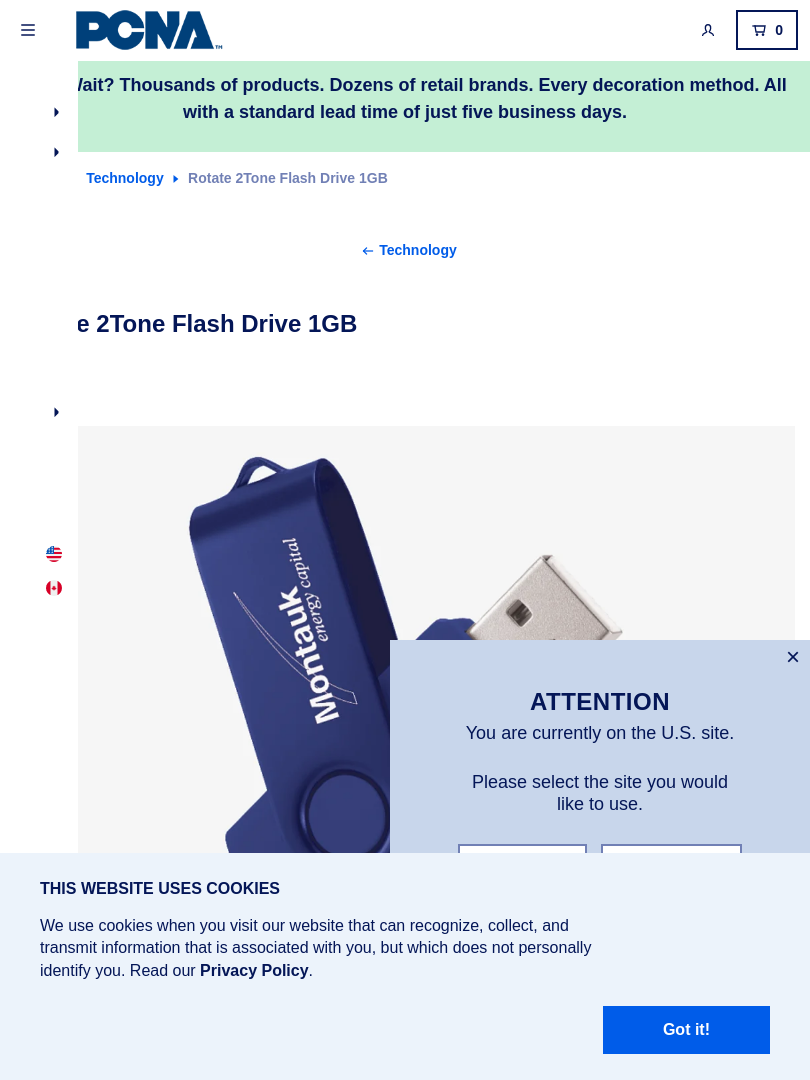 PCNA™
0
Wait? Thousands of products. Dozens of retail brands. Every decoration method. All
with a standard lead time of just five business days.
Technology Rotate 2Tone Flash Drive 1GB
Technology
e 2Tone Flash Drive 1GB
Montauk
energy capital
ATTENTION
You are currently on the U.S. site.
Please select the site you would
like to use.
THIS WEBSITE USES COOKIES
We use cookies when you visit our website that can recognize, collect, and
transmit information that is associated with you, but which does not personally
identify you. Read our Privacy Policy.
Got it!